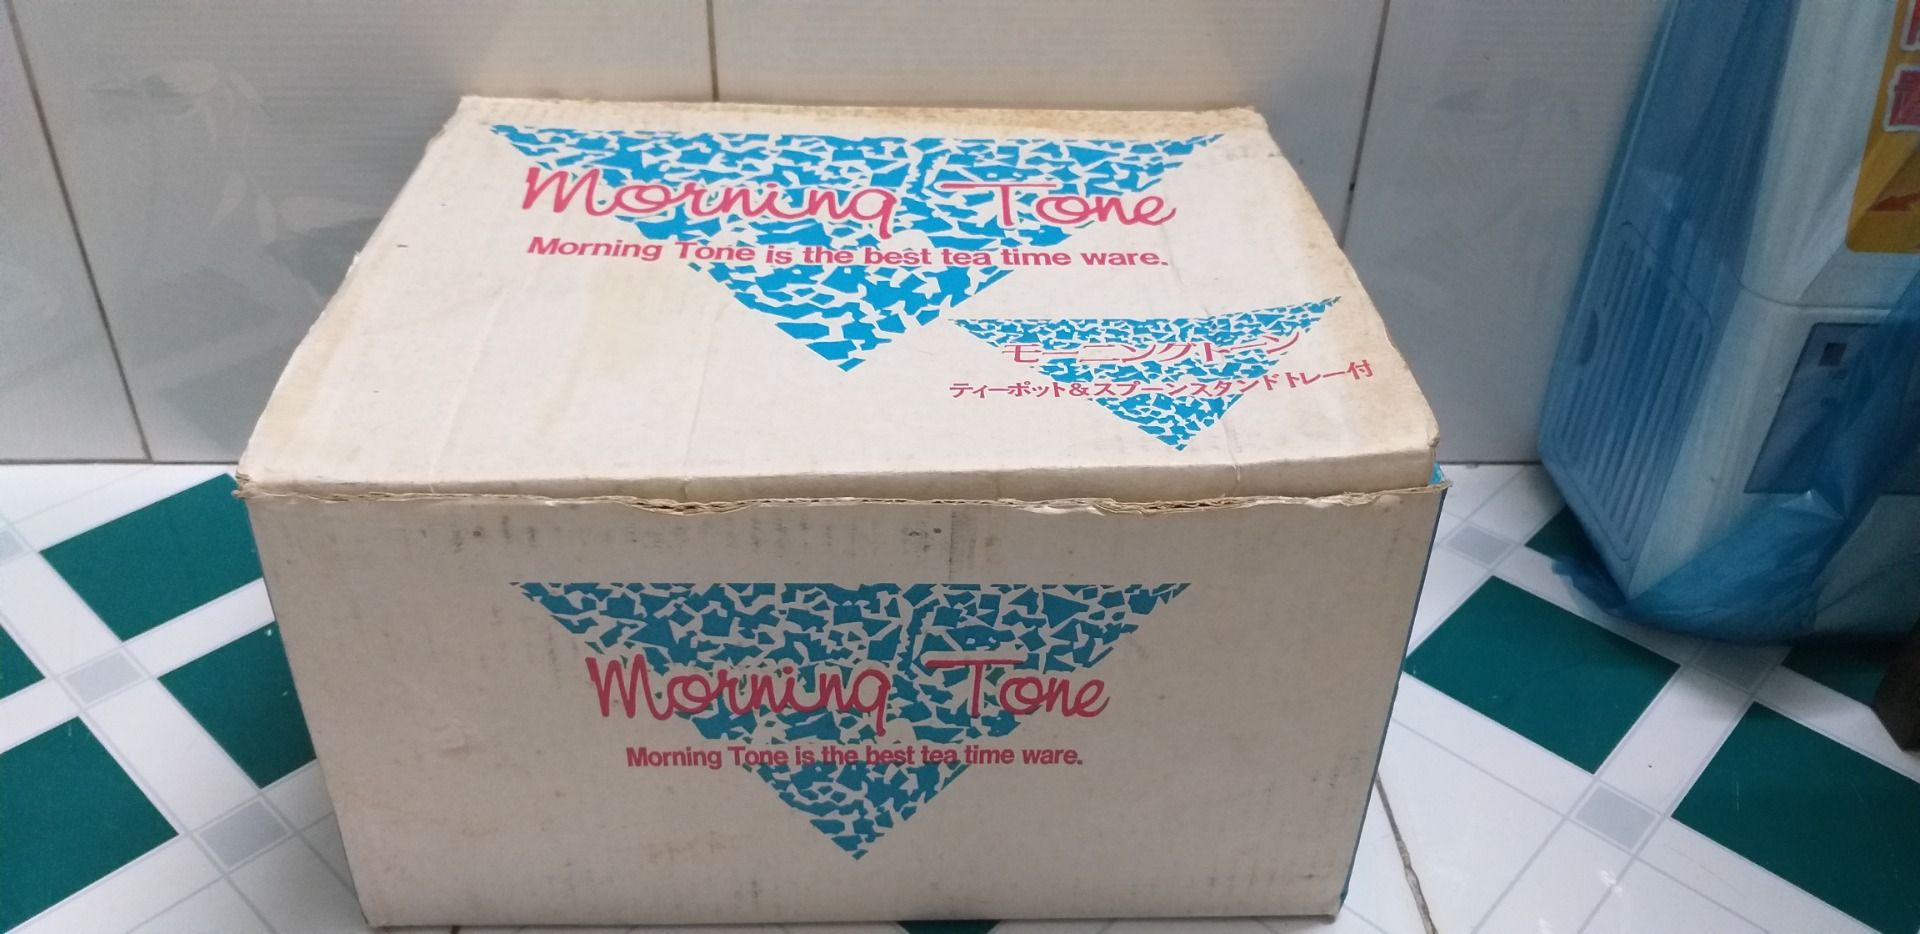 Morning Tone
Morning Tone is the best tea time ware.
モーニングトーン
ティーポット&スプーンスタンドトレー付
Morning Tone
Morning Tone is the best tea time ware.